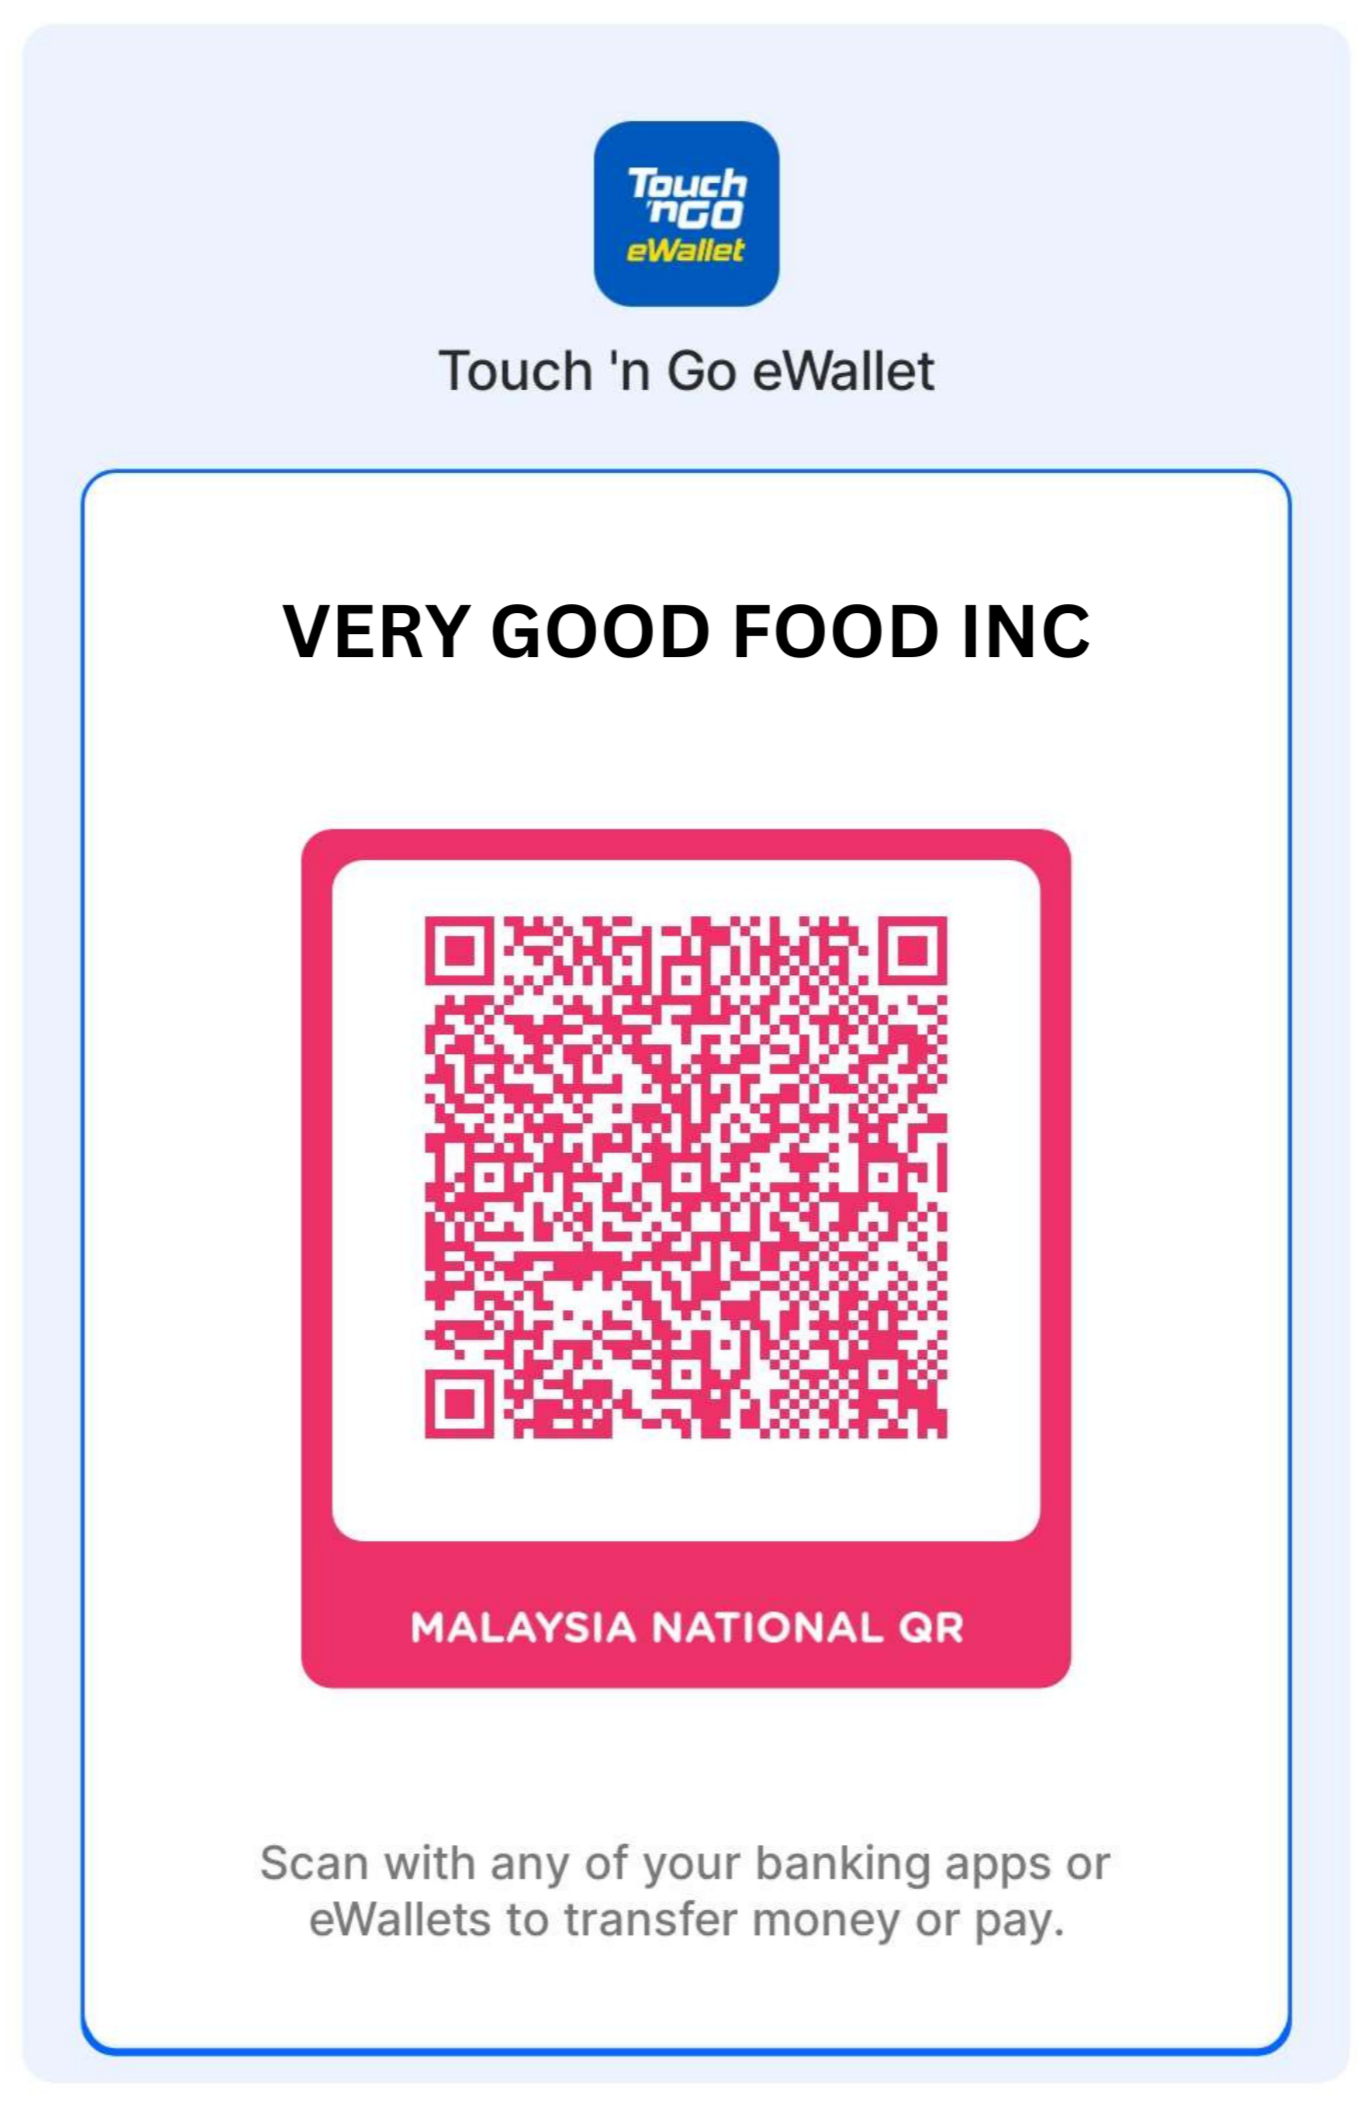 Touch
'nGO
eWallet
Touch 'n Go eWallet
VERY GOOD FOOD INC
MALAYSIA NATIONAL QR
Scan with any of your banking apps or
eWallets to transfer money or pay.